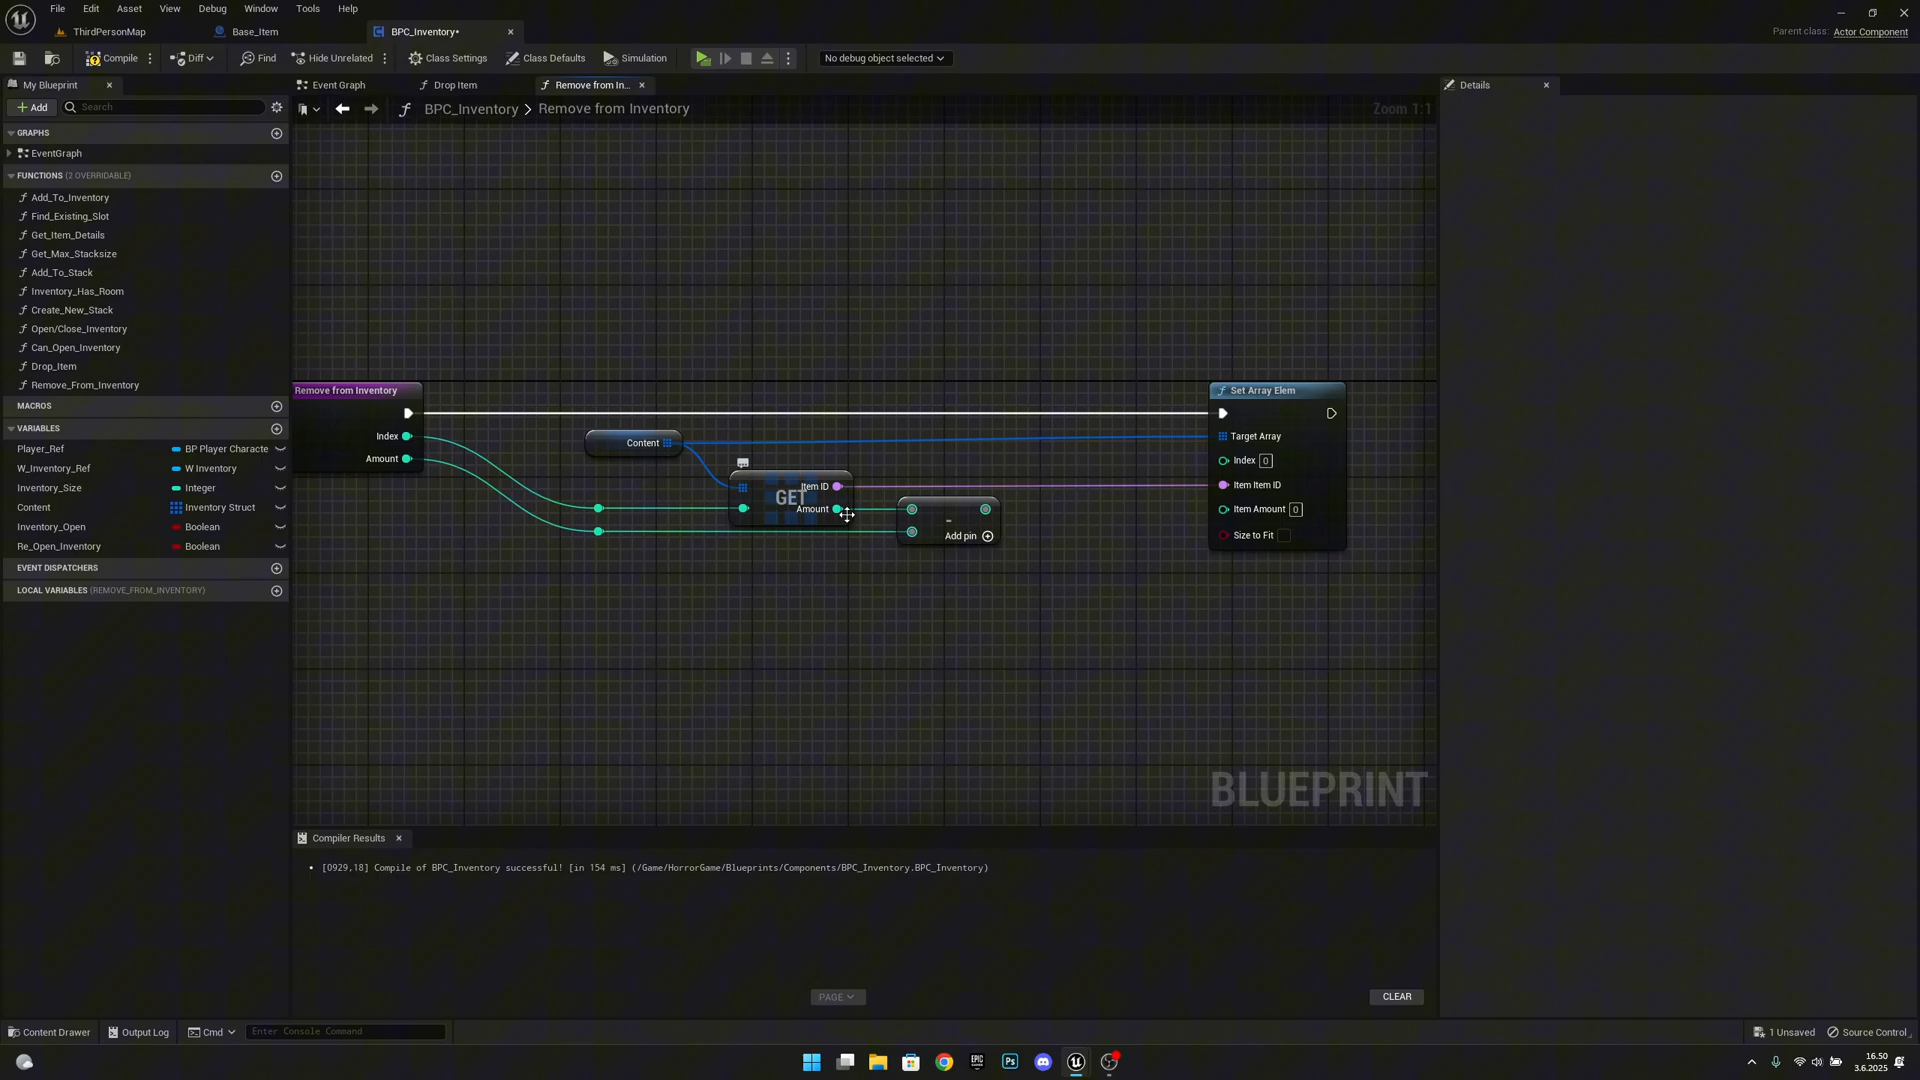 File Edit Asset View Debug Window Tools Help
ThirdPersonMap Base_Item BPC_Inventory•
Parent class: Actor Component
Compile Diff Find Hide Unrelated Class Settings Class Defaults Simulation No debug object selected
My Blueprint
Event Graph Drop Item Remove from In...
Details
Add Search
BPC_Inventory > Remove from Inventory
Zoom 1:1
GRAPHS
EventGraph
FUNCTIONS (2 OVERRIDABLE)
Add_To_Inventory
Find_Existing_Slot
Get_Item_Details
Get_Max_Stacksize
Add_To_Stack
Inventory_Has_Room
Create_New_Stack
Open/Close_Inventory
Can_Open_Inventory
Drop_Item
Remove_From_Inventory
MACROS
VARIABLES
Player_Ref BP Player Characte
W_Inventory_Ref W Inventory
Inventory_Size Integer
Content Inventory Struct
Inventory_Open Boolean
Re_Open_Inventory Boolean
EVENT DISPATCHERS
LOCAL VARIABLES (REMOVE_FROM_INVENTORY)
Remove from Inventory
Index
Amount
Content
GET
Item ID
Amount
-
Add pin
Set Array Elem
Target Array
Index 0
Item Item ID
Item Amount 0
Size to Fit
BLUEPRINT
Compiler Results
• [0929,18] Compile of BPC_Inventory successful! [in 154 ms] (/Game/HorrorGame/Blueprints/Components/BPC_Inventory.BPC_Inventory)
PAGE
CLEAR
Content Drawer Output Log Cmd Enter Console Command
1 Unsaved Source Control
EPIC
Ps
16.50
3.6.2025